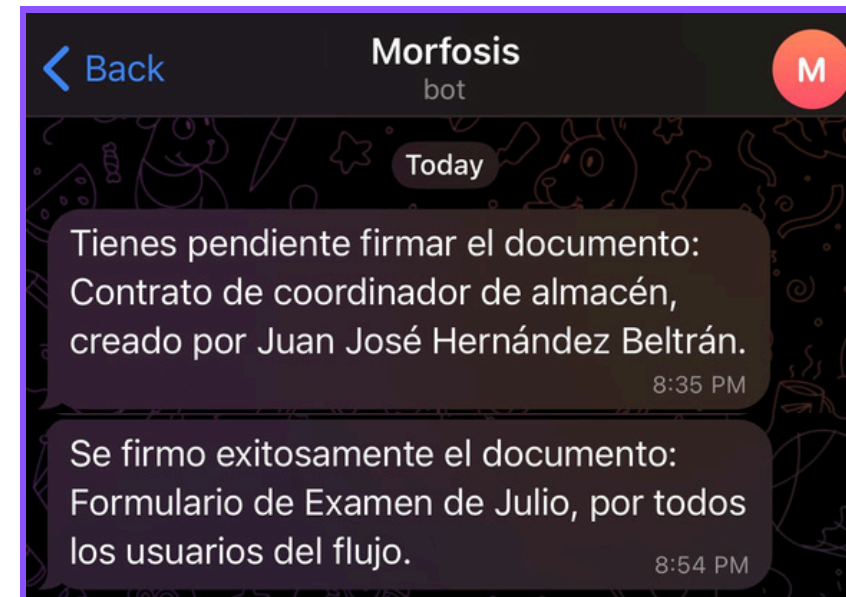 Back
Morfosis
bot
M
Today
Tienes pendiente firmar el documento:
Contrato de coordinador de almacén,
creado por Juan José Hernández Beltrán.
8:35 PM
Se firmo exitosamente el documento:
Formulario de Examen de Julio, por todos
los usuarios del flujo.
8:54 PM